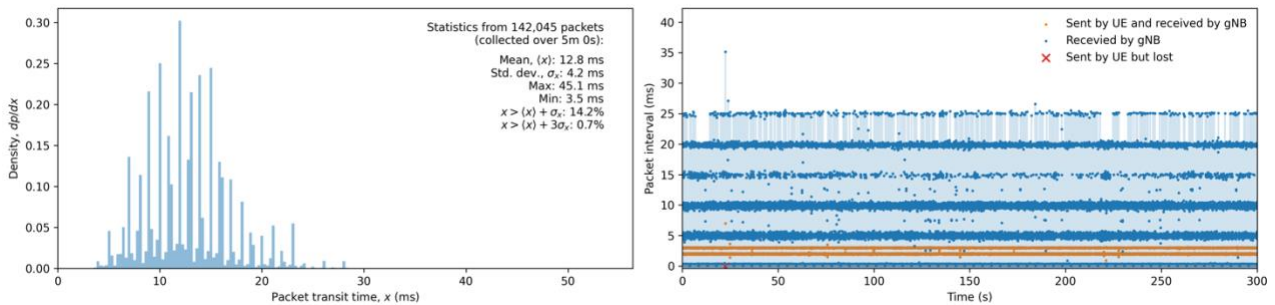 0.30
0.25
0.20
0.15
0.10
0.05
0.00
Density, dp/dx
0
10
20
30
40
50
Packet transit time, x (ms)
Statistics from 142,045 packets
(collected over 5m 0s):
Mean, ⟨x⟩: 12.8 ms
Std. dev., σₓ: 4.2 ms
Max: 45.1 ms
Min: 3.5 ms
x > ⟨x⟩ + σₓ: 14.2%
x > ⟨x⟩ + 3σₓ: 0.7%
40
35
30
25
20
15
10
5
0
Packet interval (ms)
0
50
100
150
200
250
300
Time (s)
Sent by UE and received by gNB
Recevied by gNB
Sent by UE but lost